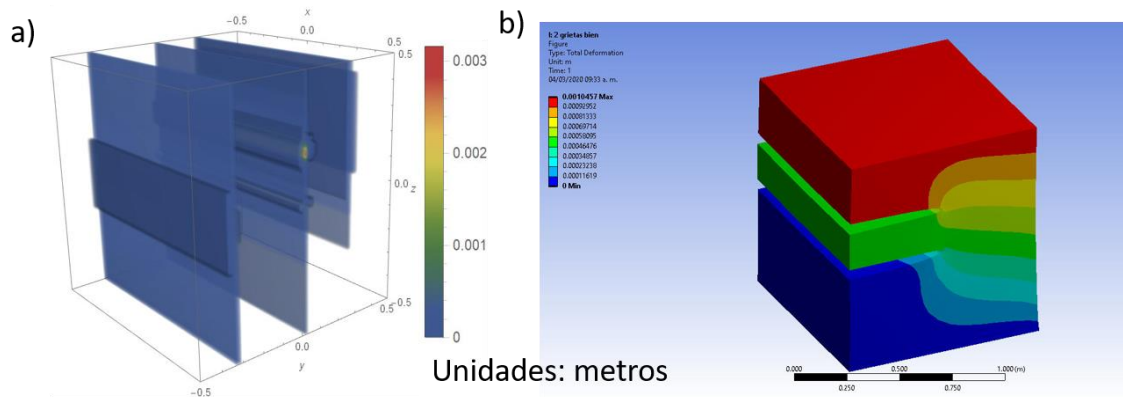 a)
x
-0.5
0.0
0.5
0.5
0.0
z
-0.5
0.5
0.0
y
-0.5
0.003
0.002
0.001
0
Unidades: metros
b)
I: 2 grietas bien
Figure
Type: Total Deformation
Unit: m
Time: 1
04/03/2020 09:33 a. m.
0.0010457 Max
0.00092952
0.00081333
0.00069714
0.00058095
0.00046476
0.00034857
0.00023238
0.00011619
0 Min
0.000
0.500
1.000 (m)
0.250
0.750